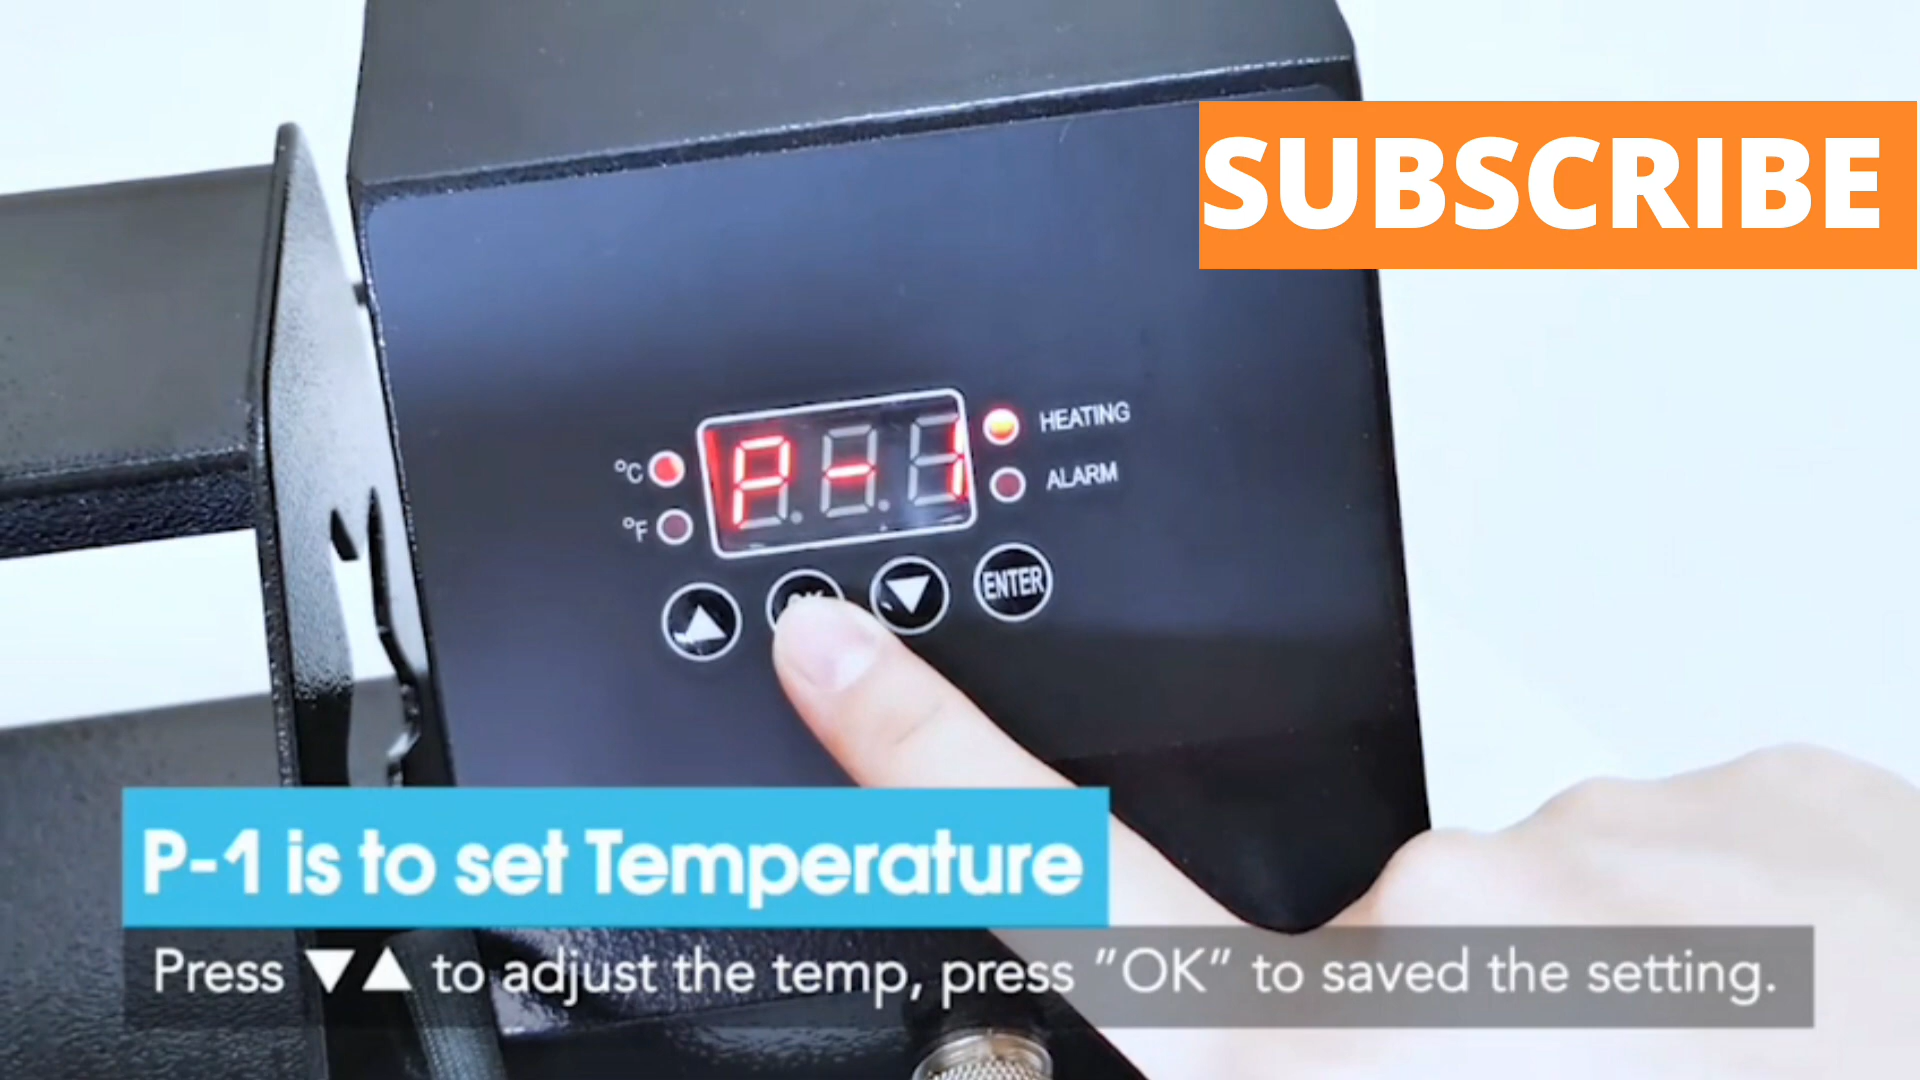 SUBSCRIBE
HEATING
°C
P-1
ALARM
°F
ENTER
P-1 is to set Temperature
Press ▼▲ to adjust the temp, press "OK" to saved the setting.